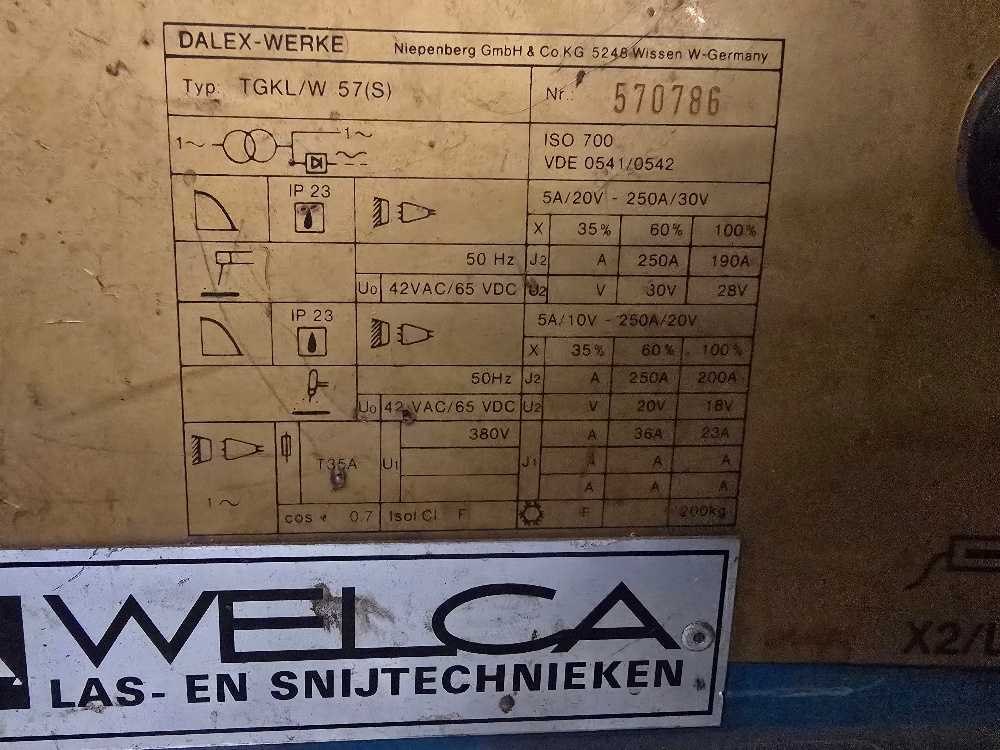 DALEX-WERKE Niepenberg GmbH & Co.KG 5248 Wissen W-Germany
Typ: TGKL/W 57(S) Nr.: 570786
1~ 1~ ISO 700
VDE 0541/0542
IP 23 5A/20V - 250A/30V
X 35% 60% 100%
50 Hz J2 A 250A 190A
U0 42VAC/65 VDC U2 V 30V 28V
IP 23 5A/10V - 250A/20V
X 35% 60% 100%
50Hz J2 A 250A 200A
U0 42 VAC/65 VDC U2 V 20V 18V
380V A 36A 23A
T35A U1 J1 A A A
A A A
1~
cos φ 0.7 Isol Cl F F 200kg
WELCA
LAS- EN SNIJTECHNIEKEN